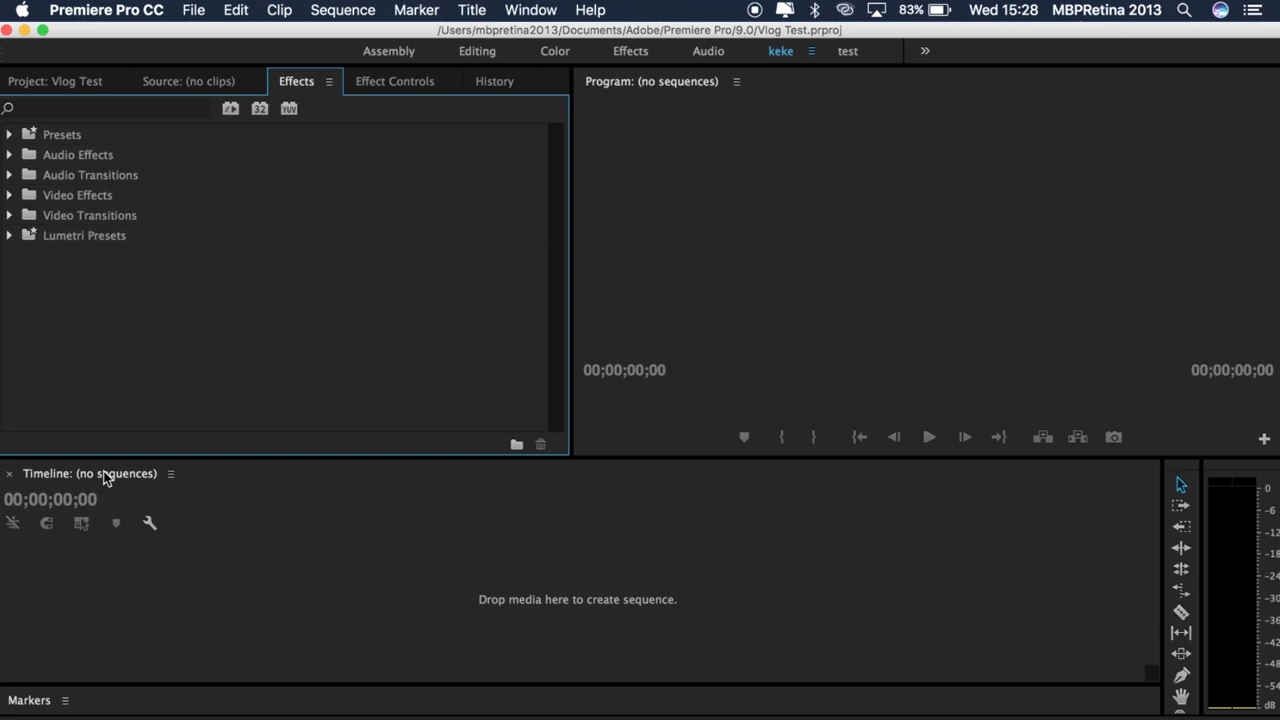 Premiere Pro CC File Edit Clip Sequence Marker Title Window Help 83% Wed 15:28 MBPRetina 2013
/Users/mbpretina2013/Documents/Adobe/Premiere Pro/9.0/Vlog Test.prproj
Assembly Editing Color Effects Audio keke test
Project: Vlog Test Source: (no clips) Effects Effect Controls History
Program: (no sequences)
32 YUV
Presets
Audio Effects
Audio Transitions
Video Effects
Video Transitions
Lumetri Presets
00;00;00;00 00;00;00;00
Timeline: (no sequences)
00;00;00;00
Drop media here to create sequence.
Markers
0
-6
-12
-18
-24
-30
-36
-42
-48
-54
dB